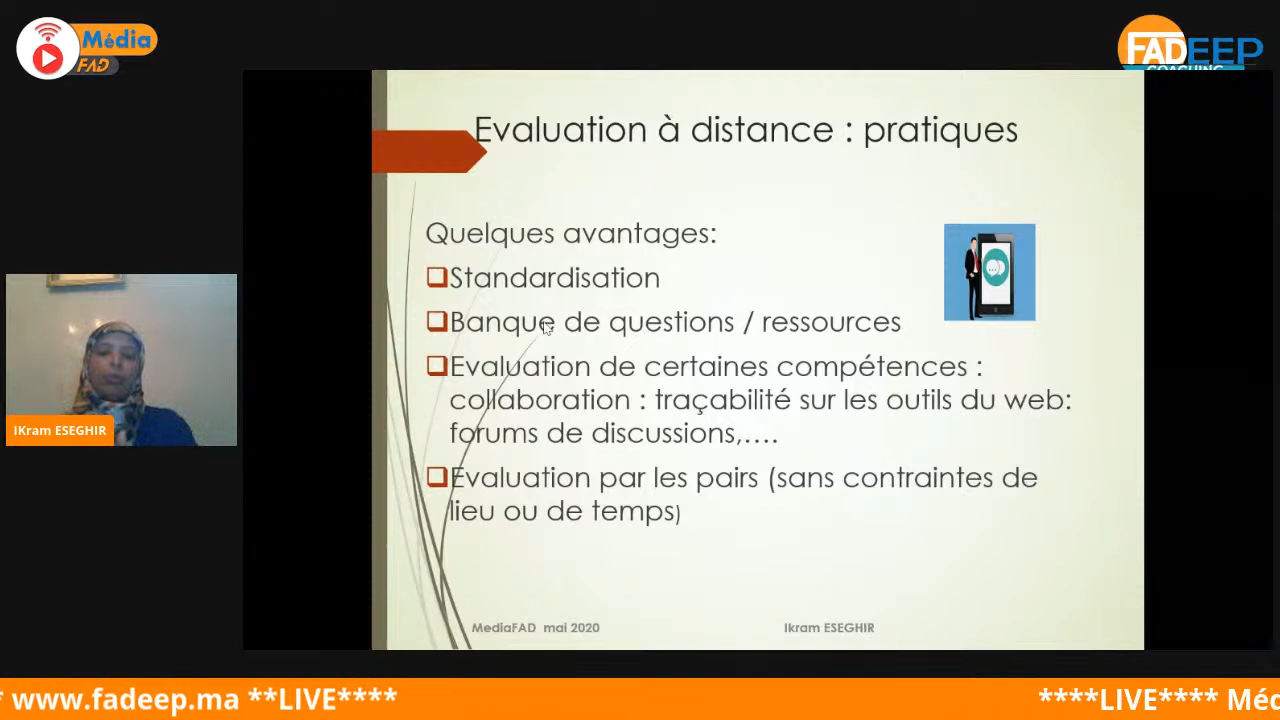 Média
FAD
FADEEP
COACHING
Evaluation à distance : pratiques
Quelques avantages:
Standardisation
Banque de questions / ressources
Evaluation de certaines compétences :
collaboration : traçabilité sur les outils du web:
forums de discussions,....
Evaluation par les pairs (sans contraintes de
lieu ou de temps)
IKram ESEGHIR
MediaFAD mai 2020
Ikram ESEGHIR
* www.fadeep.ma **LIVE****
****LIVE**** Méd